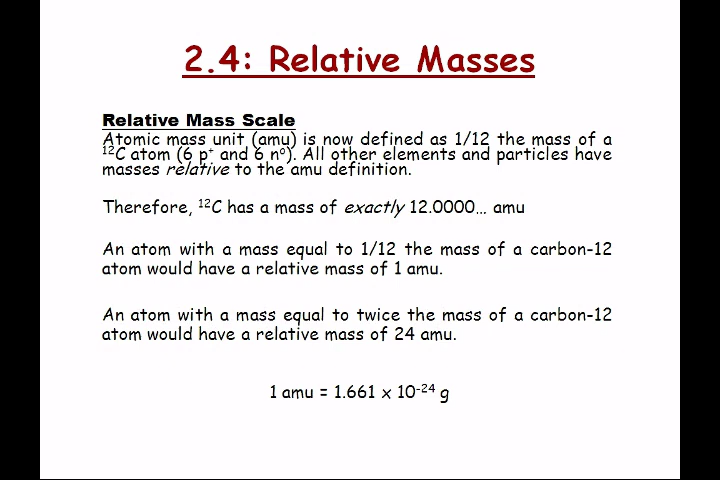 2.4: Relative Masses
Relative Mass Scale
Atomic mass unit (amu) is now defined as 1/12 the mass of a
¹²C atom (6 p⁺ and 6 n⁰). All other elements and particles have
masses relative to the amu definition.
Therefore, ¹²C has a mass of exactly 12.0000… amu
An atom with a mass equal to 1/12 the mass of a carbon-12
atom would have a relative mass of 1 amu.
An atom with a mass equal to twice the mass of a carbon-12
atom would have a relative mass of 24 amu.
1 amu = 1.661 x 10⁻²⁴ g